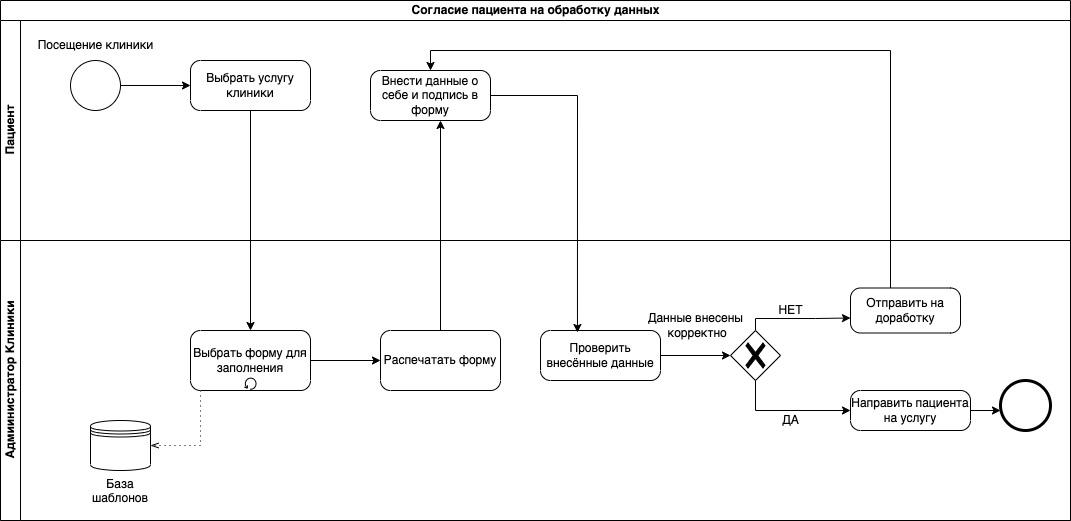 Согласие пациента на обработку данных
Пациент
Посещение клиники
Выбрать услугу
клиники
Внести данные о
себе и подпись в
форму
Адмиинистратор Клиники
Выбрать форму для
заполнения
Распечатать форму
Проверить
внесённые данные
Данные внесены
корректно
НЕТ
Отправить на
доработку
ДА
Направить пациента
на услугу
База
шаблонов